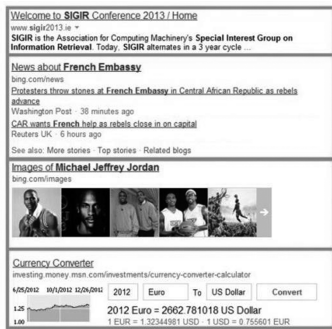 Welcome to SIGIR Conference 2013 / Home
www.sigir2013.ie
SIGIR is the Association for Computing Machinery's Special Interest Group on
Information Retrieval. Today, SIGIR alternates in a 3 year cycle ...
News about French Embassy
bing.com/news
Protesters throw stones at French Embassy in Central African Republic as rebels
advance
Washington Post · 38 minutes ago
CAR wants French help as rebels close in on capital
Reuters UK · 6 hours ago
See also: More stories · Top stories · Related blogs
Images of Michael Jeffrey Jordan
bing.com/images
Currency Converter
investing.money.msn.com/investments/currency-converter-calculator
6/25/2012 10/1/2012 12/26/2012 2012 Euro To US Dollar Convert
1.25 2012 Euro = 2662.781018 US Dollar
1.00 1 EUR = 1.32344981 USD · 1 USD = 0.755601 EUR